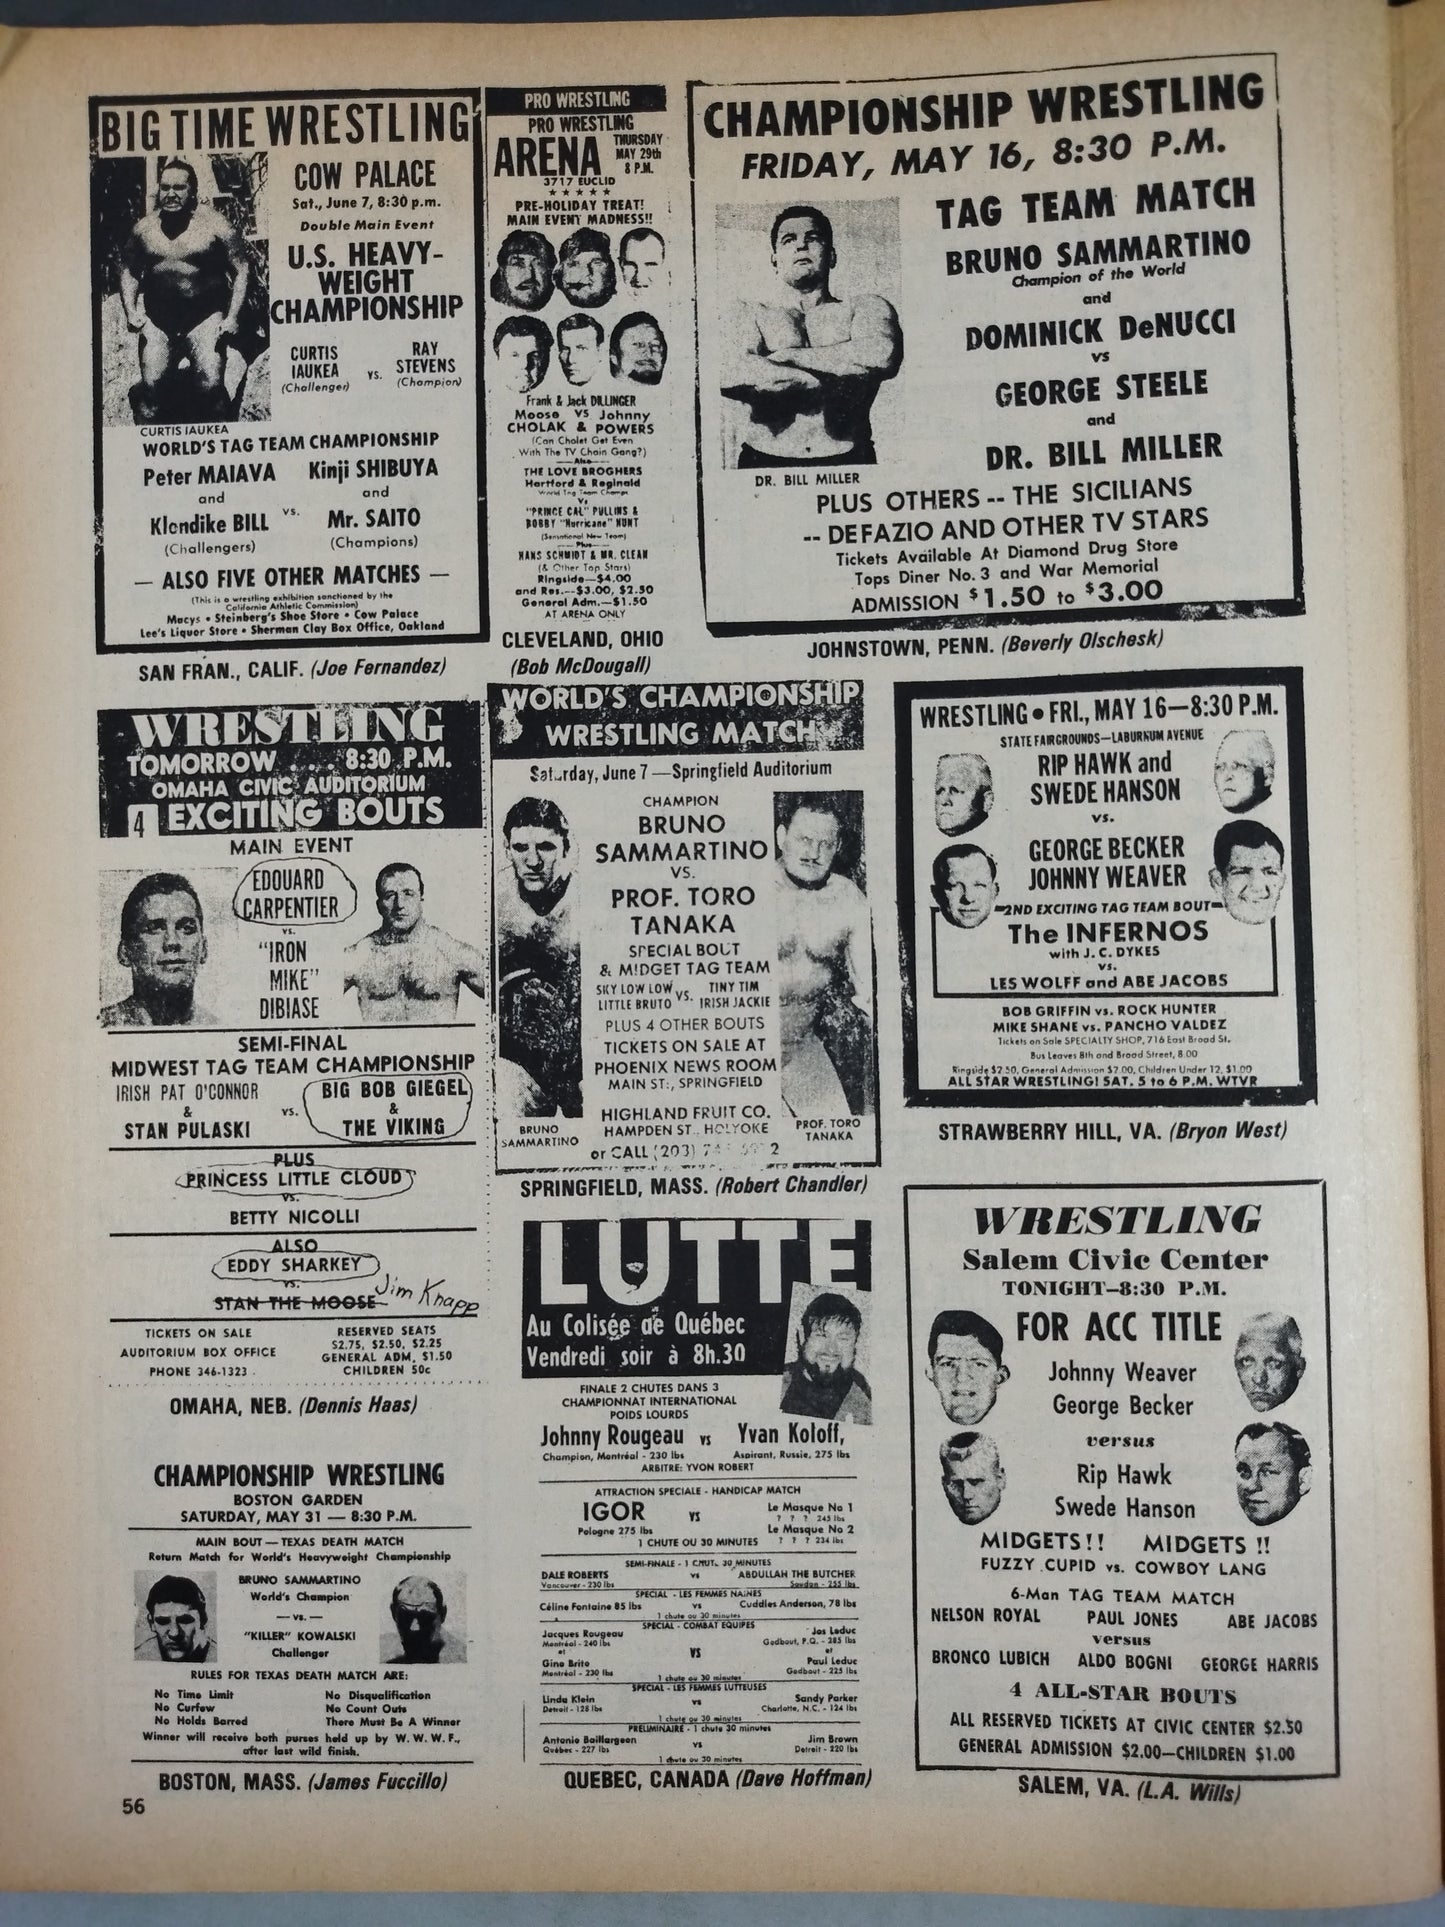 BIG TIME WRESTLING
COW PALACE
Sat., June 7, 8:30 p.m.
Double Main Event
U.S. HEAVY-
WEIGHT
CHAMPIONSHIP
CURTIS
IAUKEA
(Challenger)
vs.
RAY
STEVENS
(Champion)
CURTIS IAUKEA
WORLD'S TAG TEAM CHAMPIONSHIP
Peter MAIAVA
and
Klondike BILL
(Challengers)
vs.
Kinji SHIBUYA
and
Mr. SAITO
(Champions)
— ALSO FIVE OTHER MATCHES —
(This is a wrestling exhibition sanctioned by the
California Athletic Commission)
Macys • Steinberg's Shoe Store • Cow Palace
Lee's Liquor Store • Sherman Clay Box Office, Oakland
SAN FRAN., CALIF. (Joe Fernandez)
PRO WRESTLING
PRO WRESTLING
ARENA
THURSDAY
MAY 29th
8 P.M.
3717 EUCLID
★ ★ ★ ★ ★
PRE-HOLIDAY TREAT!
MAIN EVENT MADNESS!!
Frank & Jack DILLINGER
Moose VS Johnny
CHOLAK & POWERS
(Can Cholet Get Even
With The TV Chain Gang?)
—Also—
THE LOVE BROGHERS
Hartford & Reginald
World Tag Team Champs
Vs
"PRINCE CAL" PULLINS &
BOBBY "Hurricane" HUNT
(Sensational New Team)
—Plus—
HANS SCHMIDT & MR. CLEAN
(& Other Top Stars)
Ringside—$4.00
and Res.--$3.00, $2.50
General Adm.—$1.50
AT ARENA ONLY
CLEVELAND, OHIO
(Bob McDougall)
CHAMPIONSHIP WRESTLING
FRIDAY, MAY 16, 8:30 P.M.
TAG TEAM MATCH
BRUNO SAMMARTINO
Champion of the World
and
DOMINICK DeNUCCI
vs
GEORGE STEELE
and
DR. BILL MILLER
DR. BILL MILLER
PLUS OTHERS -- THE SICILIANS
-- DEFAZIO AND OTHER TV STARS
Tickets Available At Diamond Drug Store
Tops Diner No. 3 and War Memorial
ADMISSION $1.50 to $3.00
JOHNSTOWN, PENN. (Beverly Olschesk)
WRESTLING
TOMORROW . . . 8:30 P.M.
OMAHA CIVIC AUDITORIUM
4 EXCITING BOUTS
MAIN EVENT
EDOUARD
CARPENTIER
vs.
"IRON
MIKE"
DIBIASE
SEMI-FINAL
MIDWEST TAG TEAM CHAMPIONSHIP
IRISH PAT O'CONNOR
&
STAN PULASKI
vs.
BIG BOB GIEGEL
&
THE VIKING
PLUS
PRINCESS LITTLE CLOUD
vs.
BETTY NICOLLI
ALSO
EDDY SHARKEY
vs.
STAN THE MOOSE Jim Knapp
TICKETS ON SALE
AUDITORIUM BOX OFFICE
PHONE 346-1323
RESERVED SEATS
$2.75, $2.50, $2.25
GENERAL ADM. $1.50
CHILDREN 50c
OMAHA, NEB. (Dennis Haas)
WORLD'S CHAMPIONSHIP
WRESTLING MATCH
Saturday, June 7 — Springfield Auditorium
CHAMPION
BRUNO
SAMMARTINO
VS.
PROF. TORO
TANAKA
SPECIAL BOUT
& MIDGET TAG TEAM
SKY LOW LOW
LITTLE BRUTO
vs.
TINY TIM
IRISH JACKIE
PLUS 4 OTHER BOUTS
TICKETS ON SALE AT
PHOENIX NEWS ROOM
MAIN ST., SPRINGFIELD
HIGHLAND FRUIT CO.
HAMPDEN ST., HOLYOKE
or CALL (203)
BRUNO
SAMMARTINO
PROF. TORO
TANAKA
SPRINGFIELD, MASS. (Robert Chandler)
WRESTLING • FRI., MAY 16—8:30 P.M.
STATE FAIRGROUNDS—LABURNUM AVENUE
RIP HAWK and
SWEDE HANSON
vs.
GEORGE BECKER
JOHNNY WEAVER
2ND EXCITING TAG TEAM BOUT
The INFERNOS
with J. C. DYKES
vs.
LES WOLFF and ABE JACOBS
BOB GRIFFIN vs. ROCK HUNTER
MIKE SHANE vs. PANCHO VALDEZ
Tickets on Sale SPECIALTY SHOP, 716 East Broad St.
Bus Leaves 8th and Broad Street, 8.00
Ringside $2.50, General Admission $2.00, Children Under 12, $1.00
ALL STAR WRESTLING! SAT. 5 to 6 P.M. WTVR
STRAWBERRY HILL, VA. (Bryon West)
CHAMPIONSHIP WRESTLING
BOSTON GARDEN
SATURDAY, MAY 31 — 8:30 P.M.
MAIN BOUT — TEXAS DEATH MATCH
Return Match for World's Heavyweight Championship
BRUNO SAMMARTINO
World's Champion
— vs. —
"KILLER" KOWALSKI
Challenger
RULES FOR TEXAS DEATH MATCH ARE:
No Time Limit
No Curfew
No Holds Barred
No Disqualification
No Count Outs
There Must Be A Winner
Winner will receive both purses held up by W. W. W. F.,
after last wild finish.
BOSTON, MASS. (James Fuccillo)
LUTTE
Au Colisée de Québec
Vendredi soir à 8h.30
FINALE 2 CHUTES DANS 3
CHAMPIONNAT INTERNATIONAL
POIDS LOURDS
Johnny Rougeau vs Yvan Koloff,
Champion, Montréal - 230 lbs Aspirant, Russie, 275 lbs
ARBITRE: YVON ROBERT
ATTRACTION SPECIALE - HANDICAP MATCH
IGOR
Pologne 275 lbs
VS
Le Masque No 1
? ? ? 245 lbs
Le Masque No 2
? ? ? 234 lbs
1 CHUTE OU 30 MINUTES
SEMI-FINALE - 1 CHUTE 30 MINUTES
DALE ROBERTS vs ABDULLAH THE BUTCHER
Vancouver - 230 lbs Soudan - 255 lbs
SPECIAL - LES FEMMES NAINES
Céline Fontaine 85 lbs vs Cuddles Anderson, 78 lbs
1 chute ou 30 minutes
SPECIAL - COMBAT EQUIPES
Jacques Rougeau
Montréal - 240 lbs
et
Gino Brito
Montréal - 230 lbs
VS
Jos Leduc
Godbout, P.Q. - 285 lbs
et
Paul Leduc
Godbout - 225 lbs
1 chute ou 30 minutes
SPECIAL - LES FEMMES LUTTEUSES
Linda Klein vs Sandy Parker
Detroit - 128 lbs Charlotte, N.C. - 124 lbs
1 chute ou 30 minutes
PRELIMINAIRE - 1 chute 30 minutes
Antonio Baillargeon vs Jim Brown
Québec - 227 lbs Detroit - 220 lbs
1 chute ou 30 minutes
QUEBEC, CANADA (Dave Hoffman)
WRESTLING
Salem Civic Center
TONIGHT—8:30 P.M.
FOR ACC TITLE
Johnny Weaver
George Becker
versus
Rip Hawk
Swede Hanson
MIDGETS!! MIDGETS !!
FUZZY CUPID vs. COWBOY LANG
6-Man TAG TEAM MATCH
NELSON ROYAL PAUL JONES ABE JACOBS
versus
BRONCO LUBICH ALDO BOGNI GEORGE HARRIS
4 ALL-STAR BOUTS
ALL RESERVED TICKETS AT CIVIC CENTER $2.50
GENERAL ADMISSION $2.00—CHILDREN $1.00
SALEM, VA. (L.A. Wills)
56